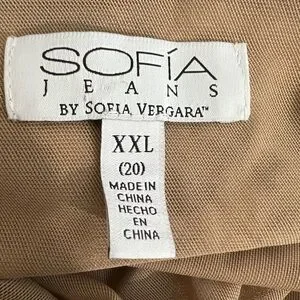 SOFÍA
JEANS
BY SOFIA VERGARA™
XXL
(20)
MADE IN
CHINA
HECHO
EN
CHINA